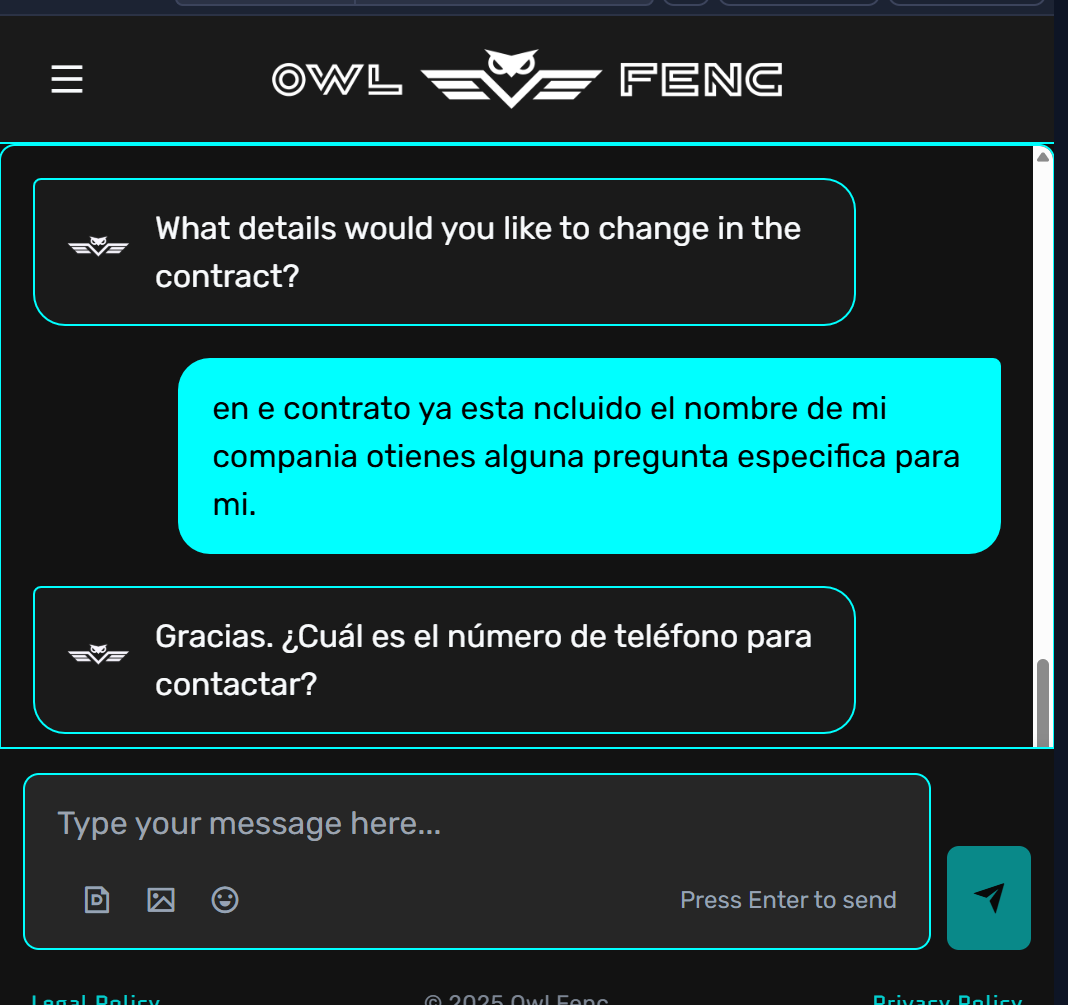 OWL FENC
What details would you like to change in the
contract?
en e contrato ya esta ncluido el nombre de mi
compania otienes alguna pregunta especifica para
mi.
Gracias. ¿Cuál es el número de teléfono para
contactar?
Type your message here...
Press Enter to send
Legal Policy © 2025 Owl Fenc Privacy Policy